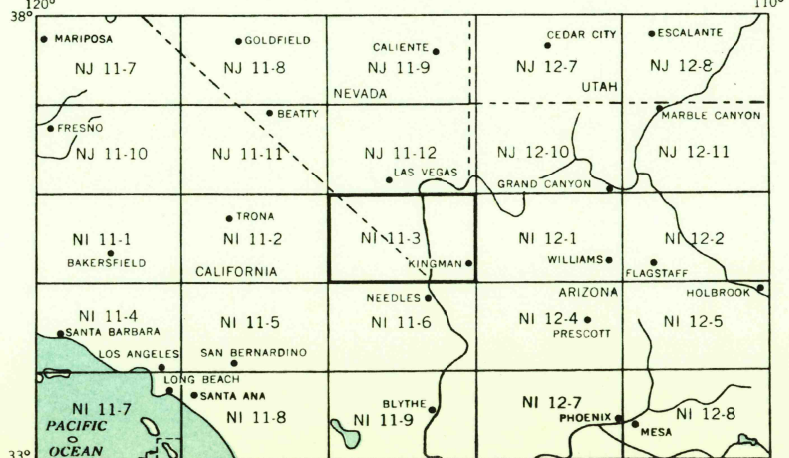 120° 110°
38°
MARIPOSA GOLDFIELD CALIENTE CEDAR CITY ESCALANTE
NJ 11-7 NJ 11-8 NJ 11-9 NJ 12-7 NJ 12-8
NEVADA UTAH
BEATTY MARBLE CANYON
FRESNO
NJ 11-10 NJ 11-11 NJ 11-12 NJ 12-10 NJ 12-11
LAS VEGAS GRAND CANYON
TRONA
NI 11-1 NI 11-2 NI 11-3 NI 12-1 NI 12-2
BAKERSFIELD KINGMAN WILLIAMS FLAGSTAFF
CALIFORNIA
NEEDLES ARIZONA HOLBROOK
NI 11-4 NI 11-5 NI 11-6 NI 12-4 NI 12-5
SANTA BARBARA PRESCOTT
LOS ANGELES SAN BERNARDINO
LONG BEACH
SANTA ANA BLYTHE
NI 11-7 NI 11-8 NI 11-9 NI 12-7 NI 12-8
PACIFIC PHOENIX MESA
OCEAN
33°